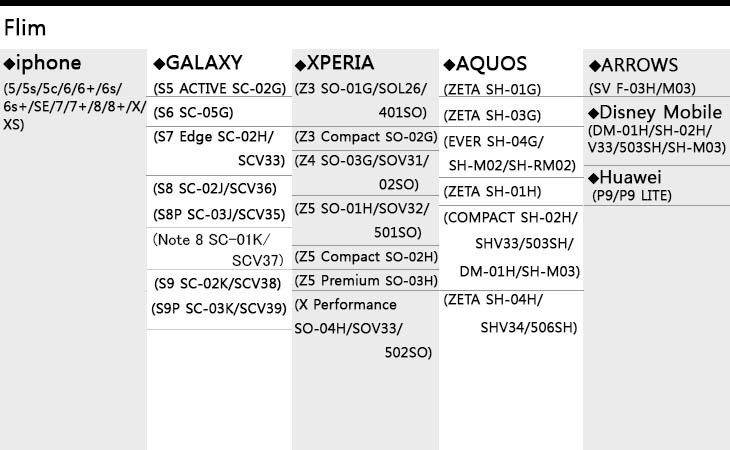 Flim
◆iphone
(5/5s/5c/6/6+/6s/
6s+/SE/7/7+/8/8+/X/
XS)
◆GALAXY
(S5 ACTIVE SC-02G)
(S6 SC-05G)
(S7 Edge SC-02H/
SCV33)
(S8 SC-02J/SCV36)
(S8P SC-03J/SCV35)
(Note 8 SC-01K/
SCV37)
(S9 SC-02K/SCV38)
(S9P SC-03K/SCV39)
◆XPERIA
(Z3 SO-01G/SOL26/
401SO)
(Z3 Compact SO-02G)
(Z4 SO-03G/SOV31/
02SO)
(Z5 SO-01H/SOV32/
501SO)
(Z5 Compact SO-02H)
(Z5 Premium SO-03H)
(X Performance
SO-04H/SOV33/
502SO)
◆AQUOS
(ZETA SH-01G)
(ZETA SH-03G)
(EVER SH-04G/
SH-M02/SH-RM02)
(ZETA SH-01H)
(COMPACT SH-02H/
SHV33/503SH/
DM-01H/SH-M03)
(ZETA SH-04H/
SHV34/506SH)
◆ARROWS
(SV F-03H/M03)
◆Disney Mobile
(DM-01H/SH-02H/
V33/503SH/SH-M03)
◆Huawei
(P9/P9 LITE)